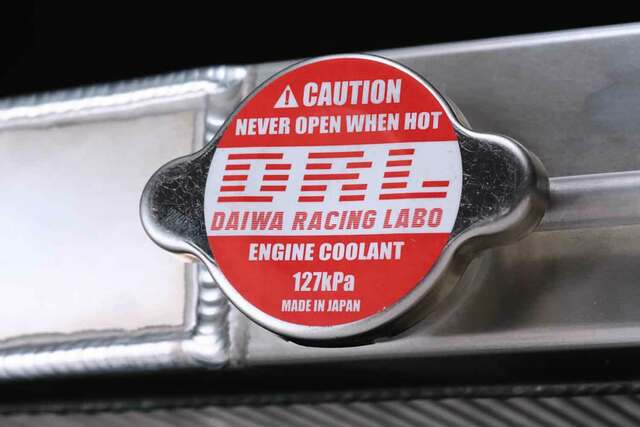 ⚠ CAUTION
NEVER OPEN WHEN HOT
DRL
DAIWA RACING LABO
ENGINE COOLANT
127kPa
MADE IN JAPAN